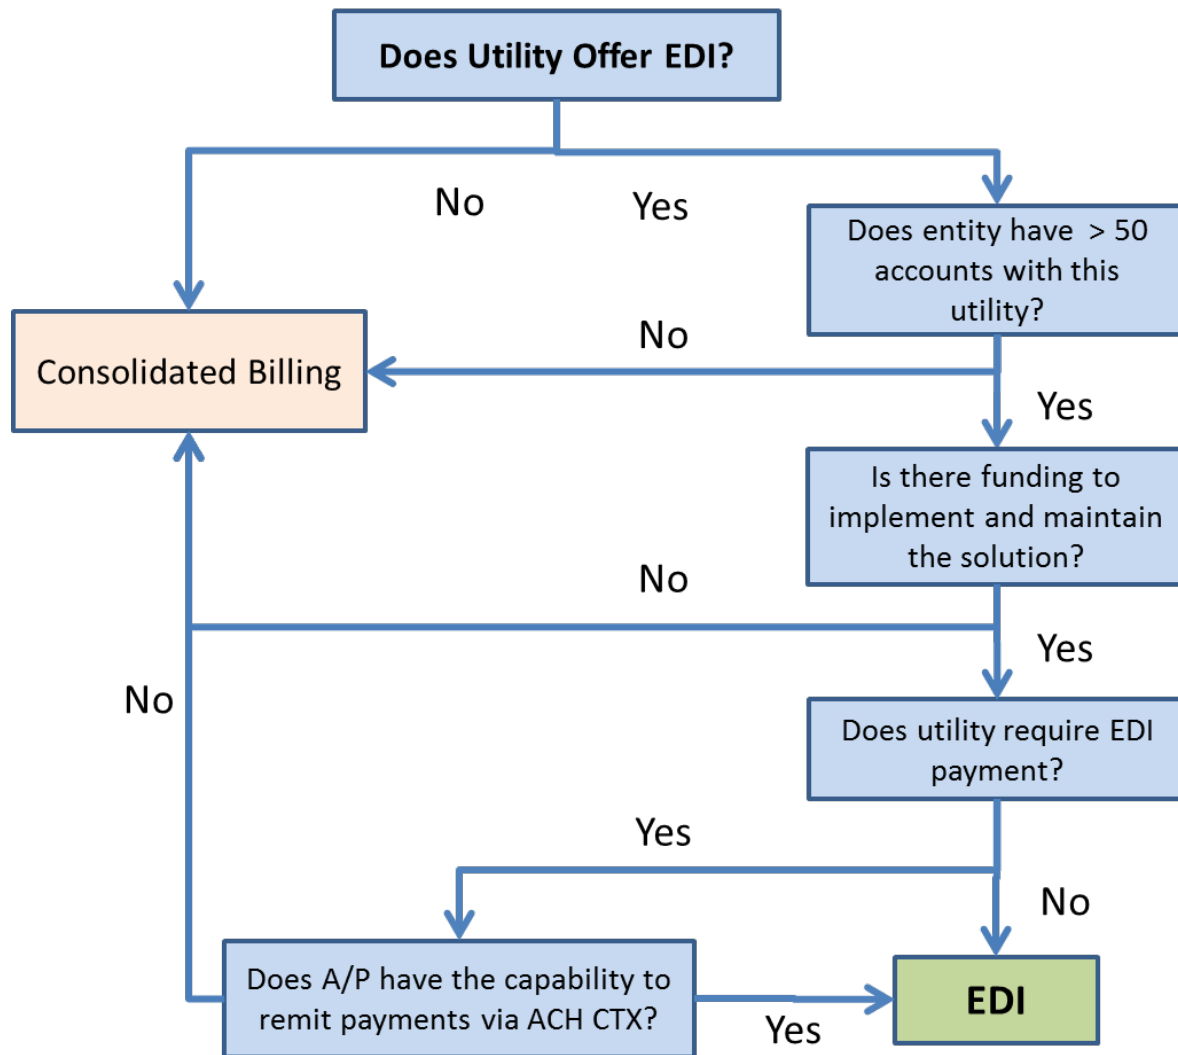 Does Utility Offer EDI?
No
Yes
Does entity have > 50
accounts with this
utility?
No
Consolidated Billing
Yes
Is there funding to
implement and maintain
the solution?
No
Yes
No
Does utility require EDI
payment?
Yes
No
Does A/P have the capability to
remit payments via ACH CTX?
EDI
Yes